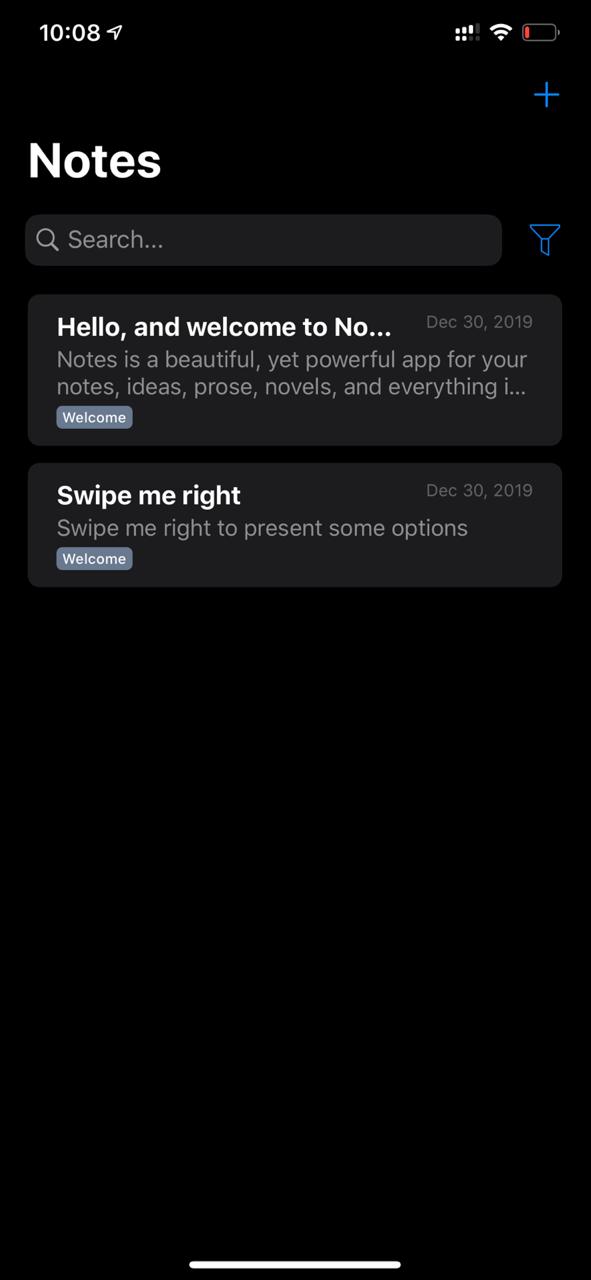 10:08
Notes
Search...
Hello, and welcome to No...
Dec 30, 2019
Notes is a beautiful, yet powerful app for your
notes, ideas, prose, novels, and everything i...
Welcome
Swipe me right
Dec 30, 2019
Swipe me right to present some options
Welcome